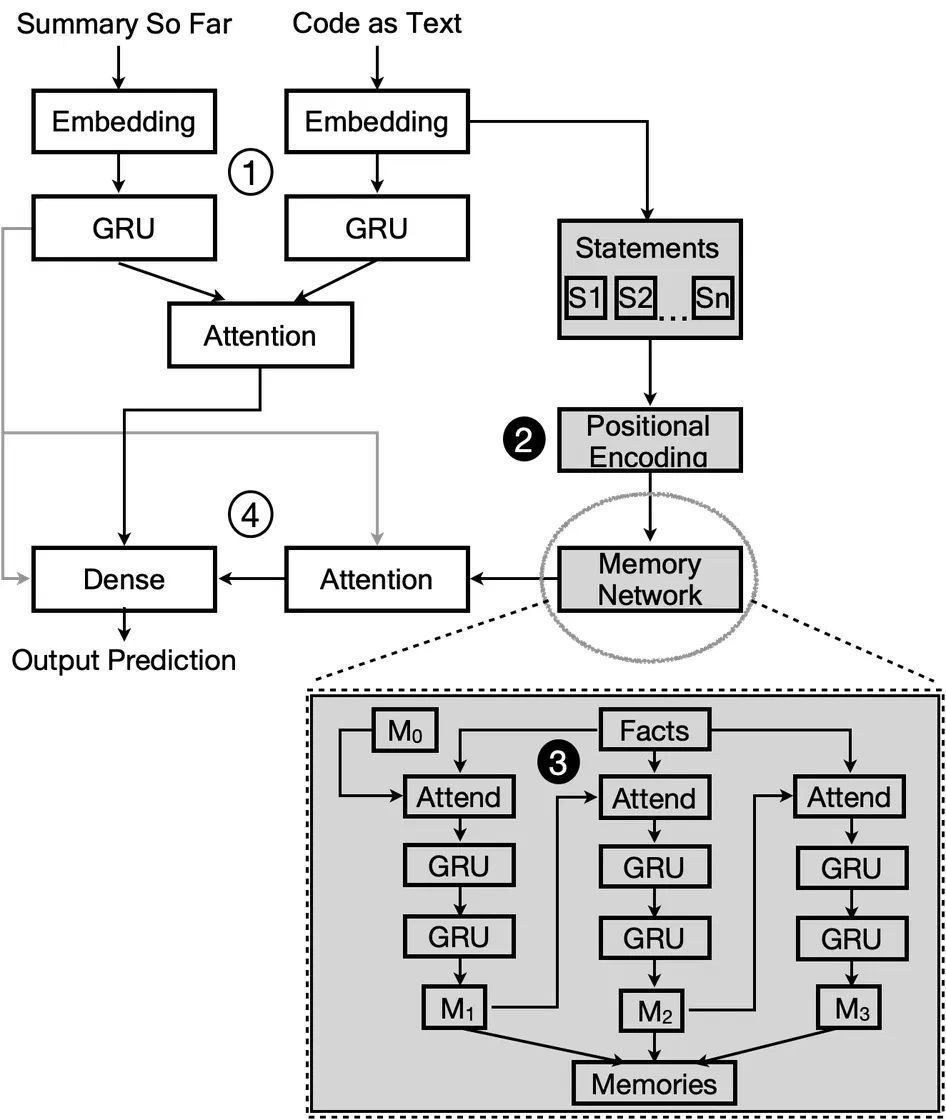 Summary So Far
Code as Text
Embedding
Embedding
1
GRU
GRU
Statements
S1 S2 ... Sn
Attention
2
Positional
Encoding
4
Dense
Attention
Memory
Network
Output Prediction
M0
Facts
3
Attend
Attend
Attend
GRU
GRU
GRU
GRU
GRU
GRU
M1
M2
M3
Memories